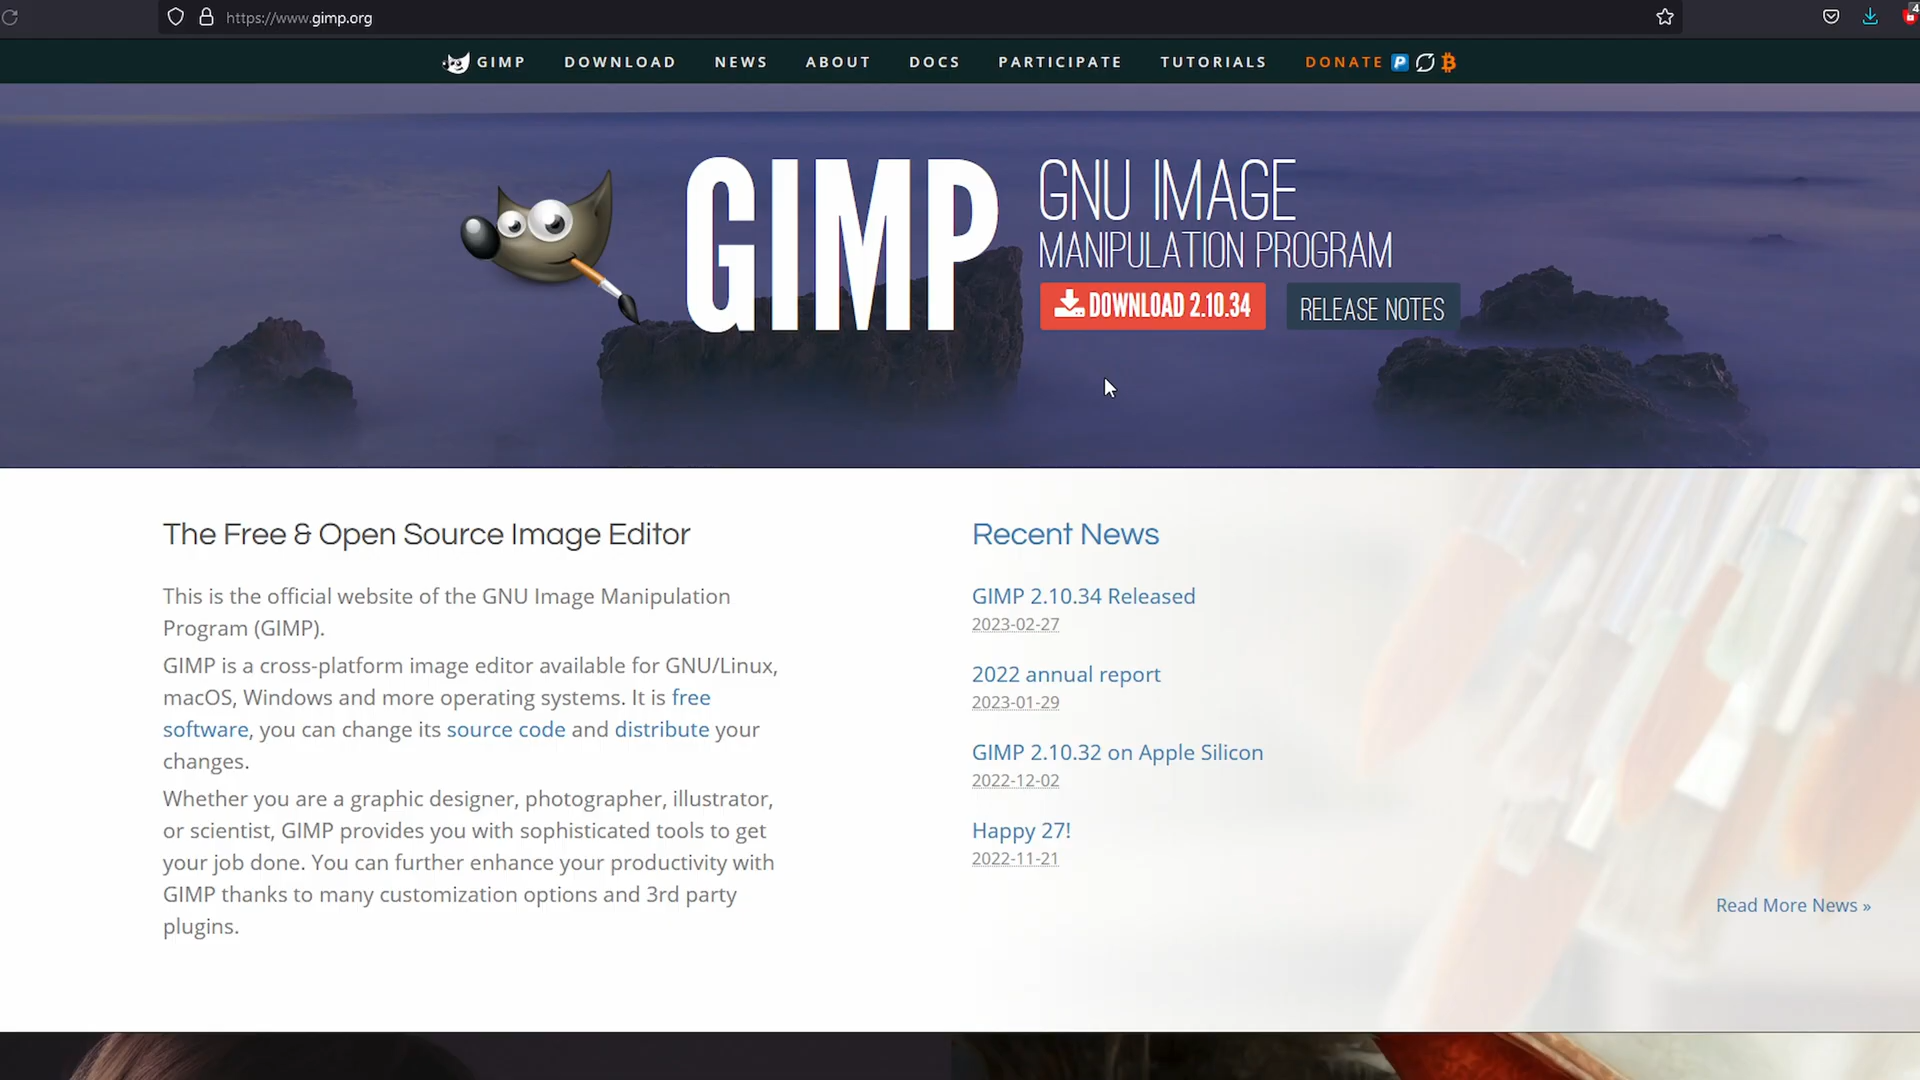 https://www.gimp.org
4
GIMP DOWNLOAD NEWS ABOUT DOCS PARTICIPATE TUTORIALS DONATE
GIMP
GNU IMAGE
MANIPULATION PROGRAM
DOWNLOAD 2.10.34 RELEASE NOTES
The Free & Open Source Image Editor
This is the official website of the GNU Image Manipulation
Program (GIMP).
GIMP is a cross-platform image editor available for GNU/Linux,
macOS, Windows and more operating systems. It is free
software, you can change its source code and distribute your
changes.
Whether you are a graphic designer, photographer, illustrator,
or scientist, GIMP provides you with sophisticated tools to get
your job done. You can further enhance your productivity with
GIMP thanks to many customization options and 3rd party
plugins.
Recent News
GIMP 2.10.34 Released
2023-02-27
2022 annual report
2023-01-29
GIMP 2.10.32 on Apple Silicon
2022-12-02
Happy 27!
2022-11-21
Read More News »